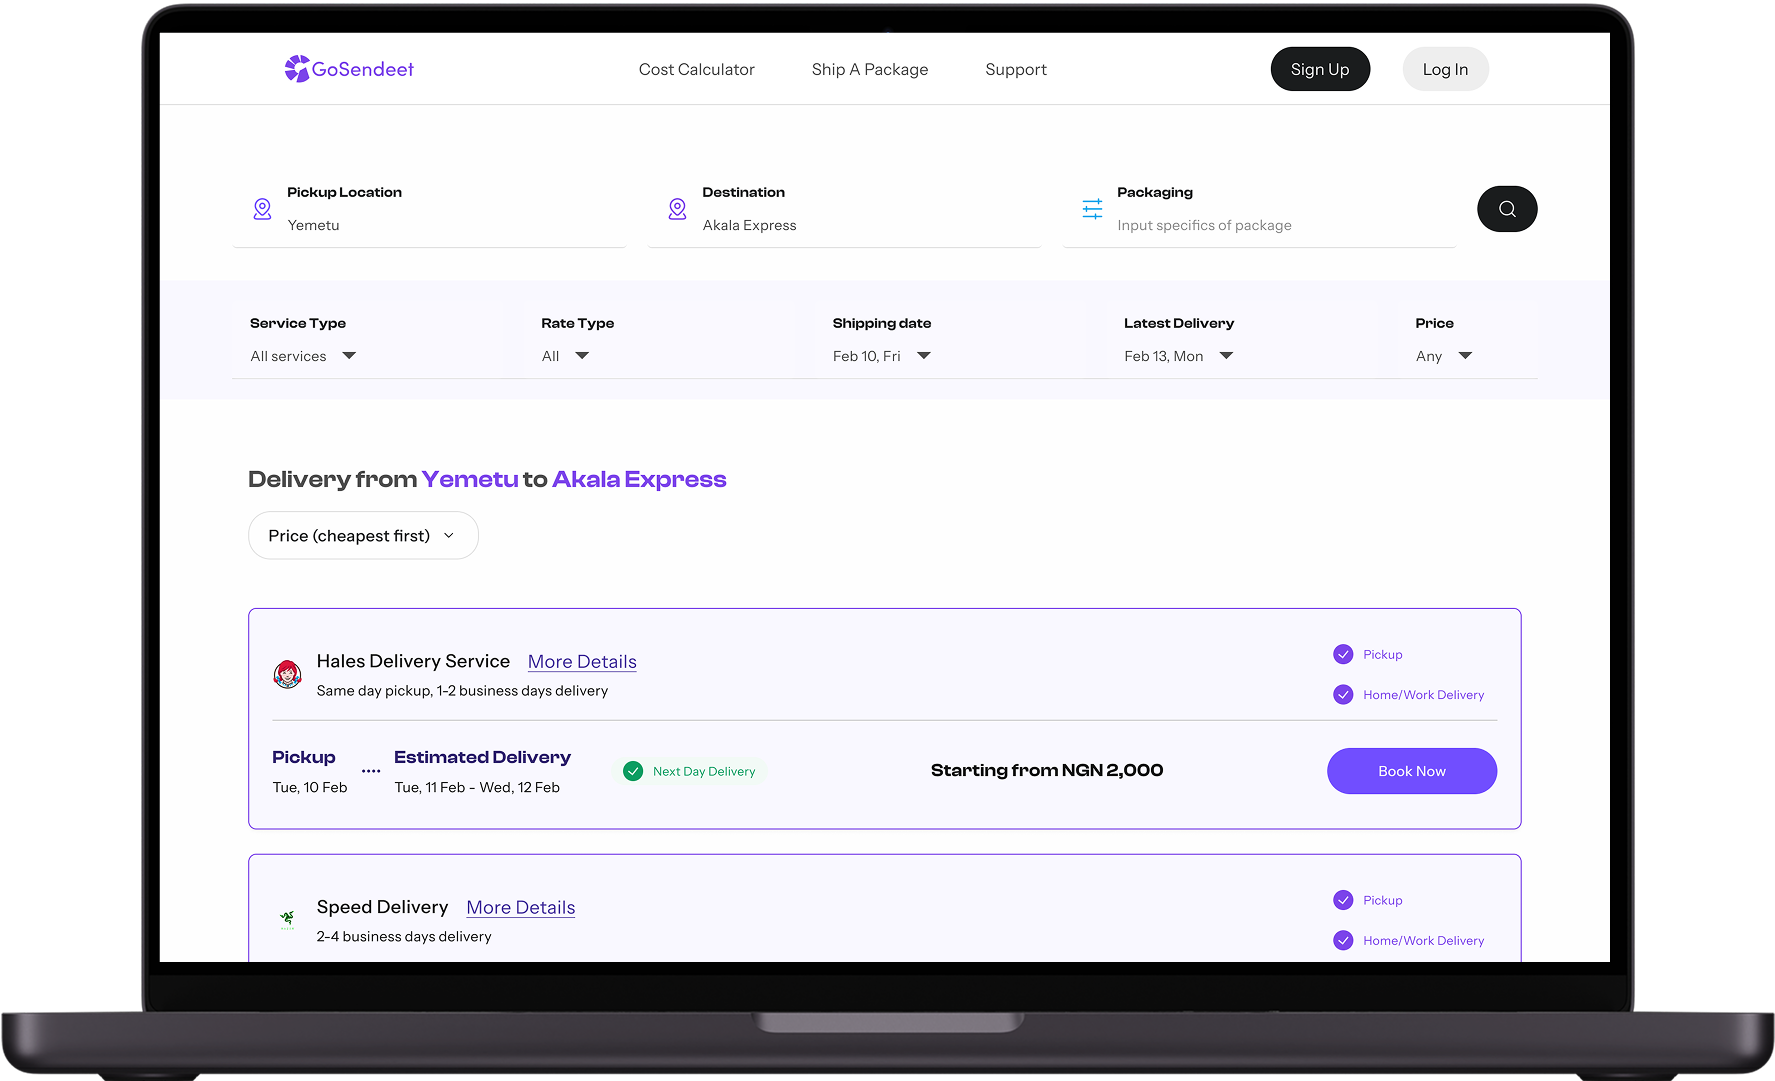 GoSendeet
Cost Calculator
Ship A Package
Support
Sign Up
Log In
Pickup Location
Yemetu
Destination
Akala Express
Packaging
Input specifics of package
Service Type
All services
Rate Type
All
Shipping date
Feb 10, Fri
Latest Delivery
Feb 13, Mon
Price
Any
Delivery from Yemetu to Akala Express
Price (cheapest first)
Hales Delivery Service More Details
Same day pickup, 1-2 business days delivery
Pickup
Home/Work Delivery
Pickup
Tue, 10 Feb
Estimated Delivery
Tue, 11 Feb - Wed, 12 Feb
Next Day Delivery
Starting from NGN 2,000
Book Now
Speed Delivery More Details
2-4 business days delivery
Pickup
Home/Work Delivery